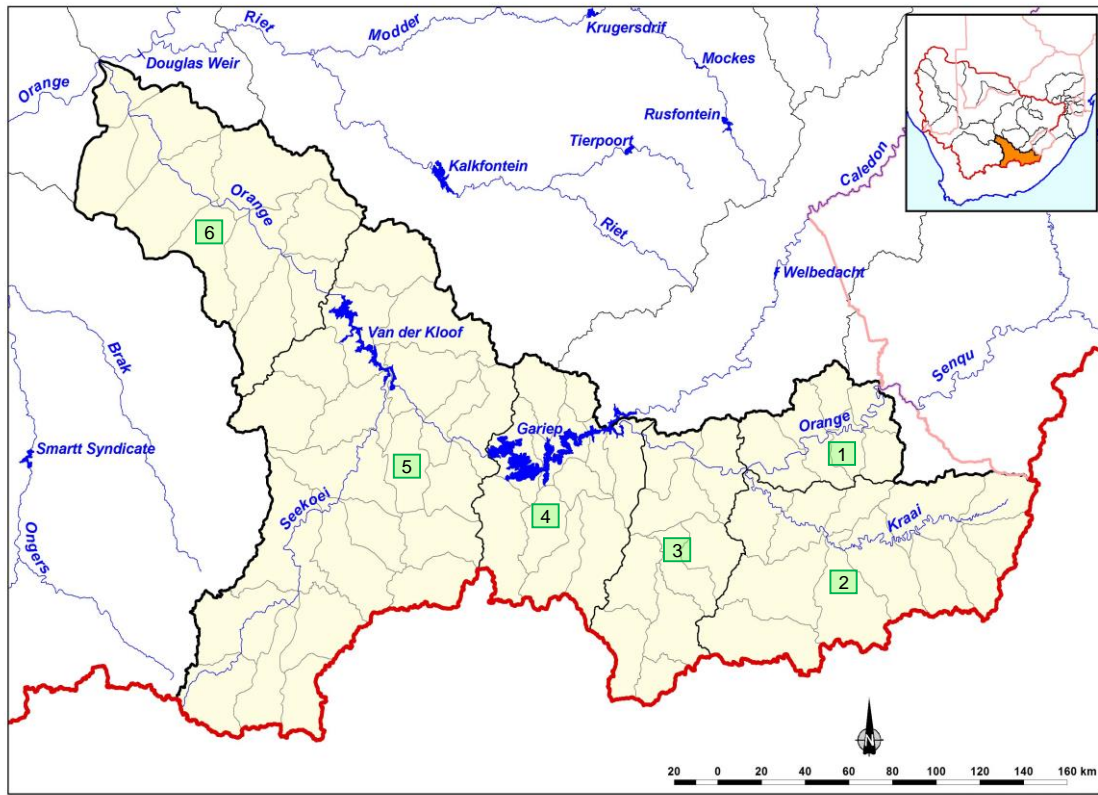 Riet
Modder
Krugersdrif
Douglas Weir
Mockes
Orange
Rusfontein
Tierpoort
Kalkfontein
Caledon
Orange
Riet
6
Welbedacht
Van der Kloof
Brak
Senqu
Orange
Gariep
Smartt Syndicate
1
5
Seekoei
4
Kraai
Ongers
3
2
N
20 0 20 40 60 80 100 120 140 160 km